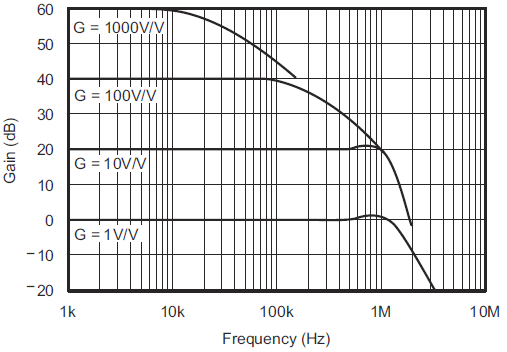 60
50
40
30
20
10
0
−10
−20
Gain (dB)
G = 1000V/V
G = 100V/V
G = 10V/V
G = 1V/V
1k 10k 100k 1M 10M
Frequency (Hz)